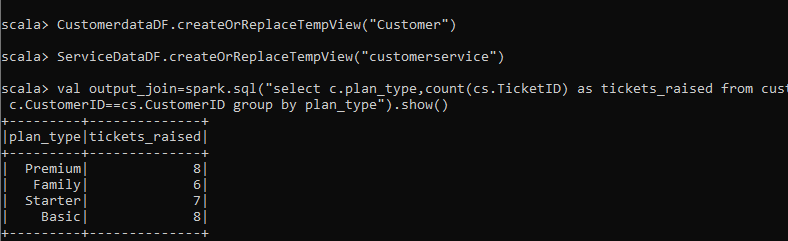 scala> CustomerdataDF.createOrReplaceTempView("Customer")
scala> ServiceDataDF.createOrReplaceTempView("customerservice")
scala> val output_join=spark.sql("select c.plan_type,count(cs.TicketID) as tickets_raised from cust
c.CustomerID==cs.CustomerID group by plan_type").show()
+---------+--------------+
|plan_type|tickets_raised|
+---------+--------------+
|  Premium|             8|
|   Family|             6|
|  Starter|             7|
|    Basic|             8|
+---------+--------------+